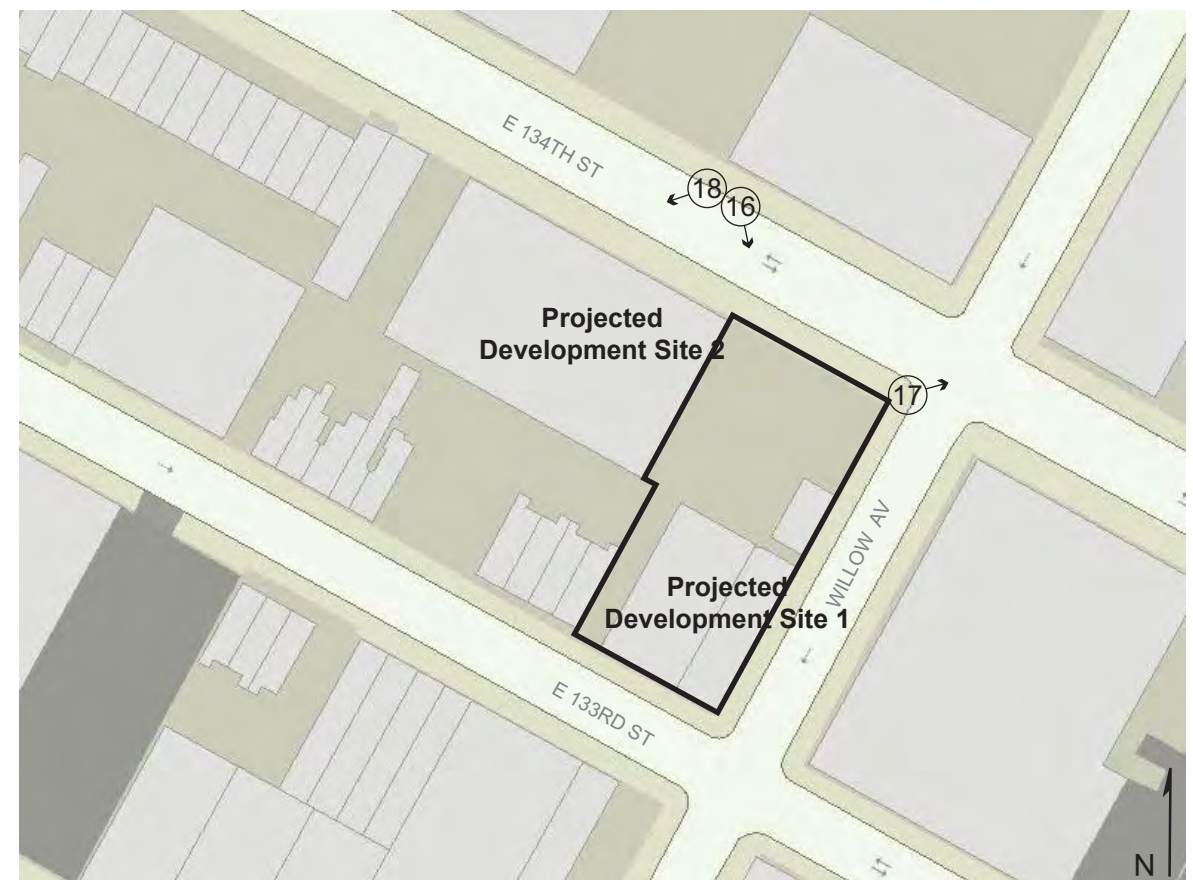 E 134TH ST
18
16
Projected
Development Site 2
17
WILLOW AV
Projected
Development Site 1
E 133RD ST
N